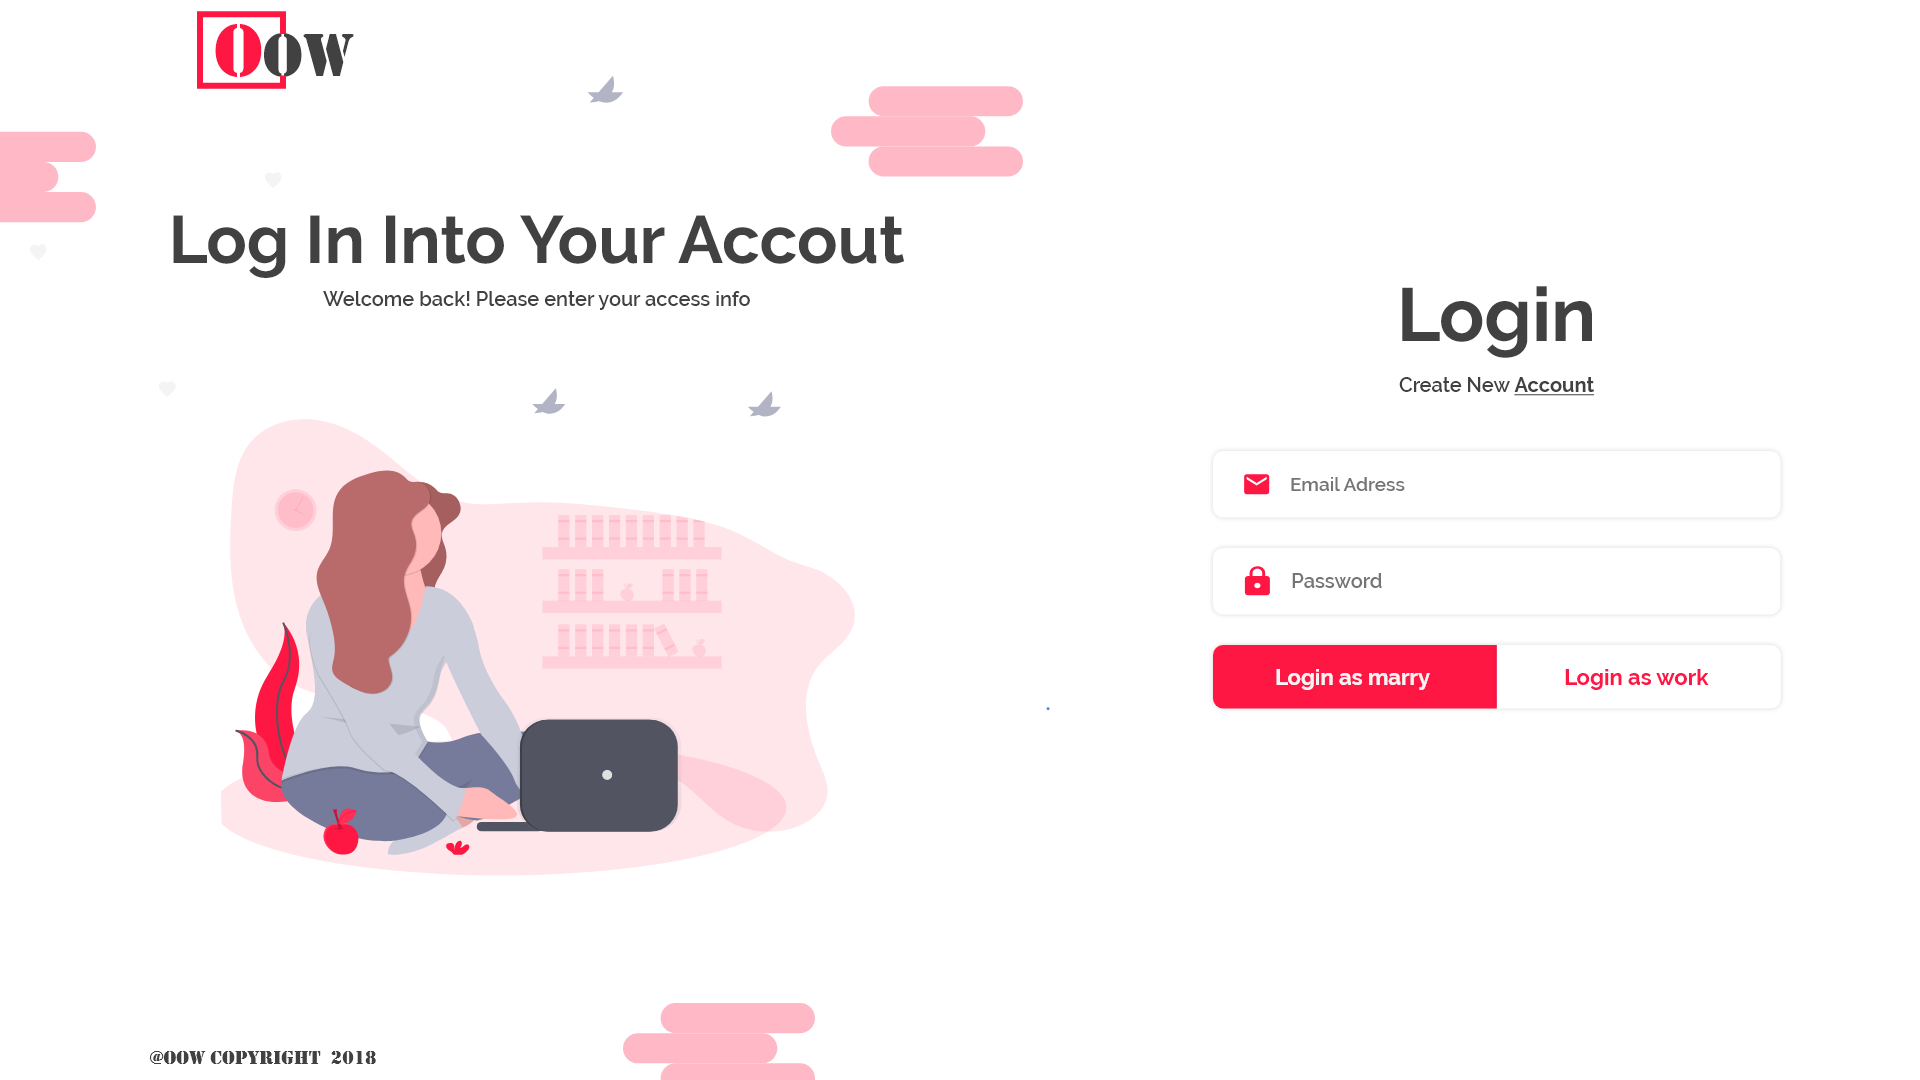 Oow
Log In Into Your Accout
Welcome back! Please enter your access info
Login
Create New Account
Email Adress
Password
Login as marry
Login as work
@OOW COPYRIGHT 2018